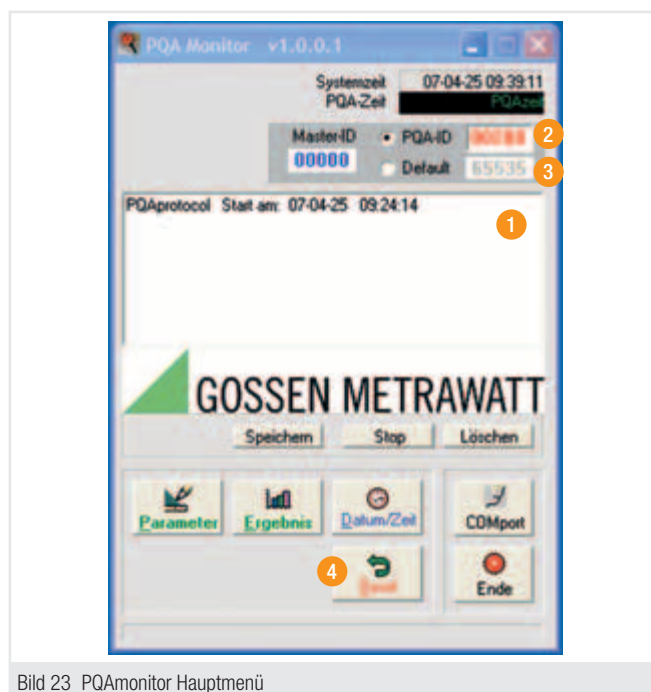 PQA Monitor v1.0.0.1
Systemzeit 07-04-25 09:39:11
PQA-Zeit PQAzeit
Master-ID PQA-ID 2
00000 Default 65535 3
PQAprotocol Start am: 07-04-25 09:24:14
1
GOSSEN METRAWATT
Speichern Stop Löschen
Parameter Ergebnis Datum/Zeit COMport
4
Ende
Bild 23 PQAmonitor Hauptmenü